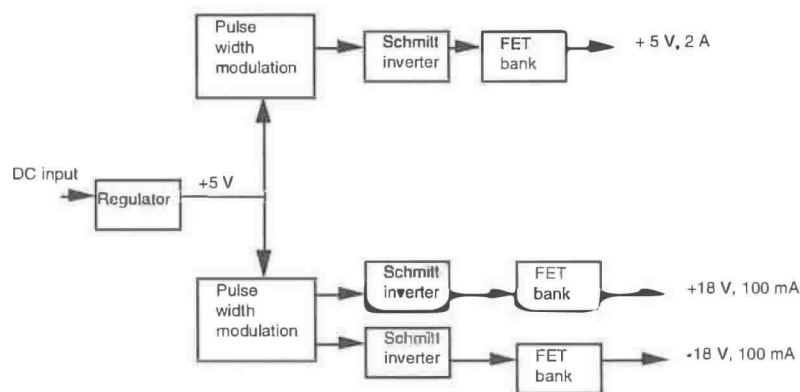 Pulse
width
modulation
Schmitt
inverter
FET
bank
+ 5 V, 2 A
DC input
Regulator
+5 V
Pulse
width
modulation
Schmitt
inverter
FET
bank
+18 V, 100 mA
Schmitt
inverter
FET
bank
-18 V, 100 mA